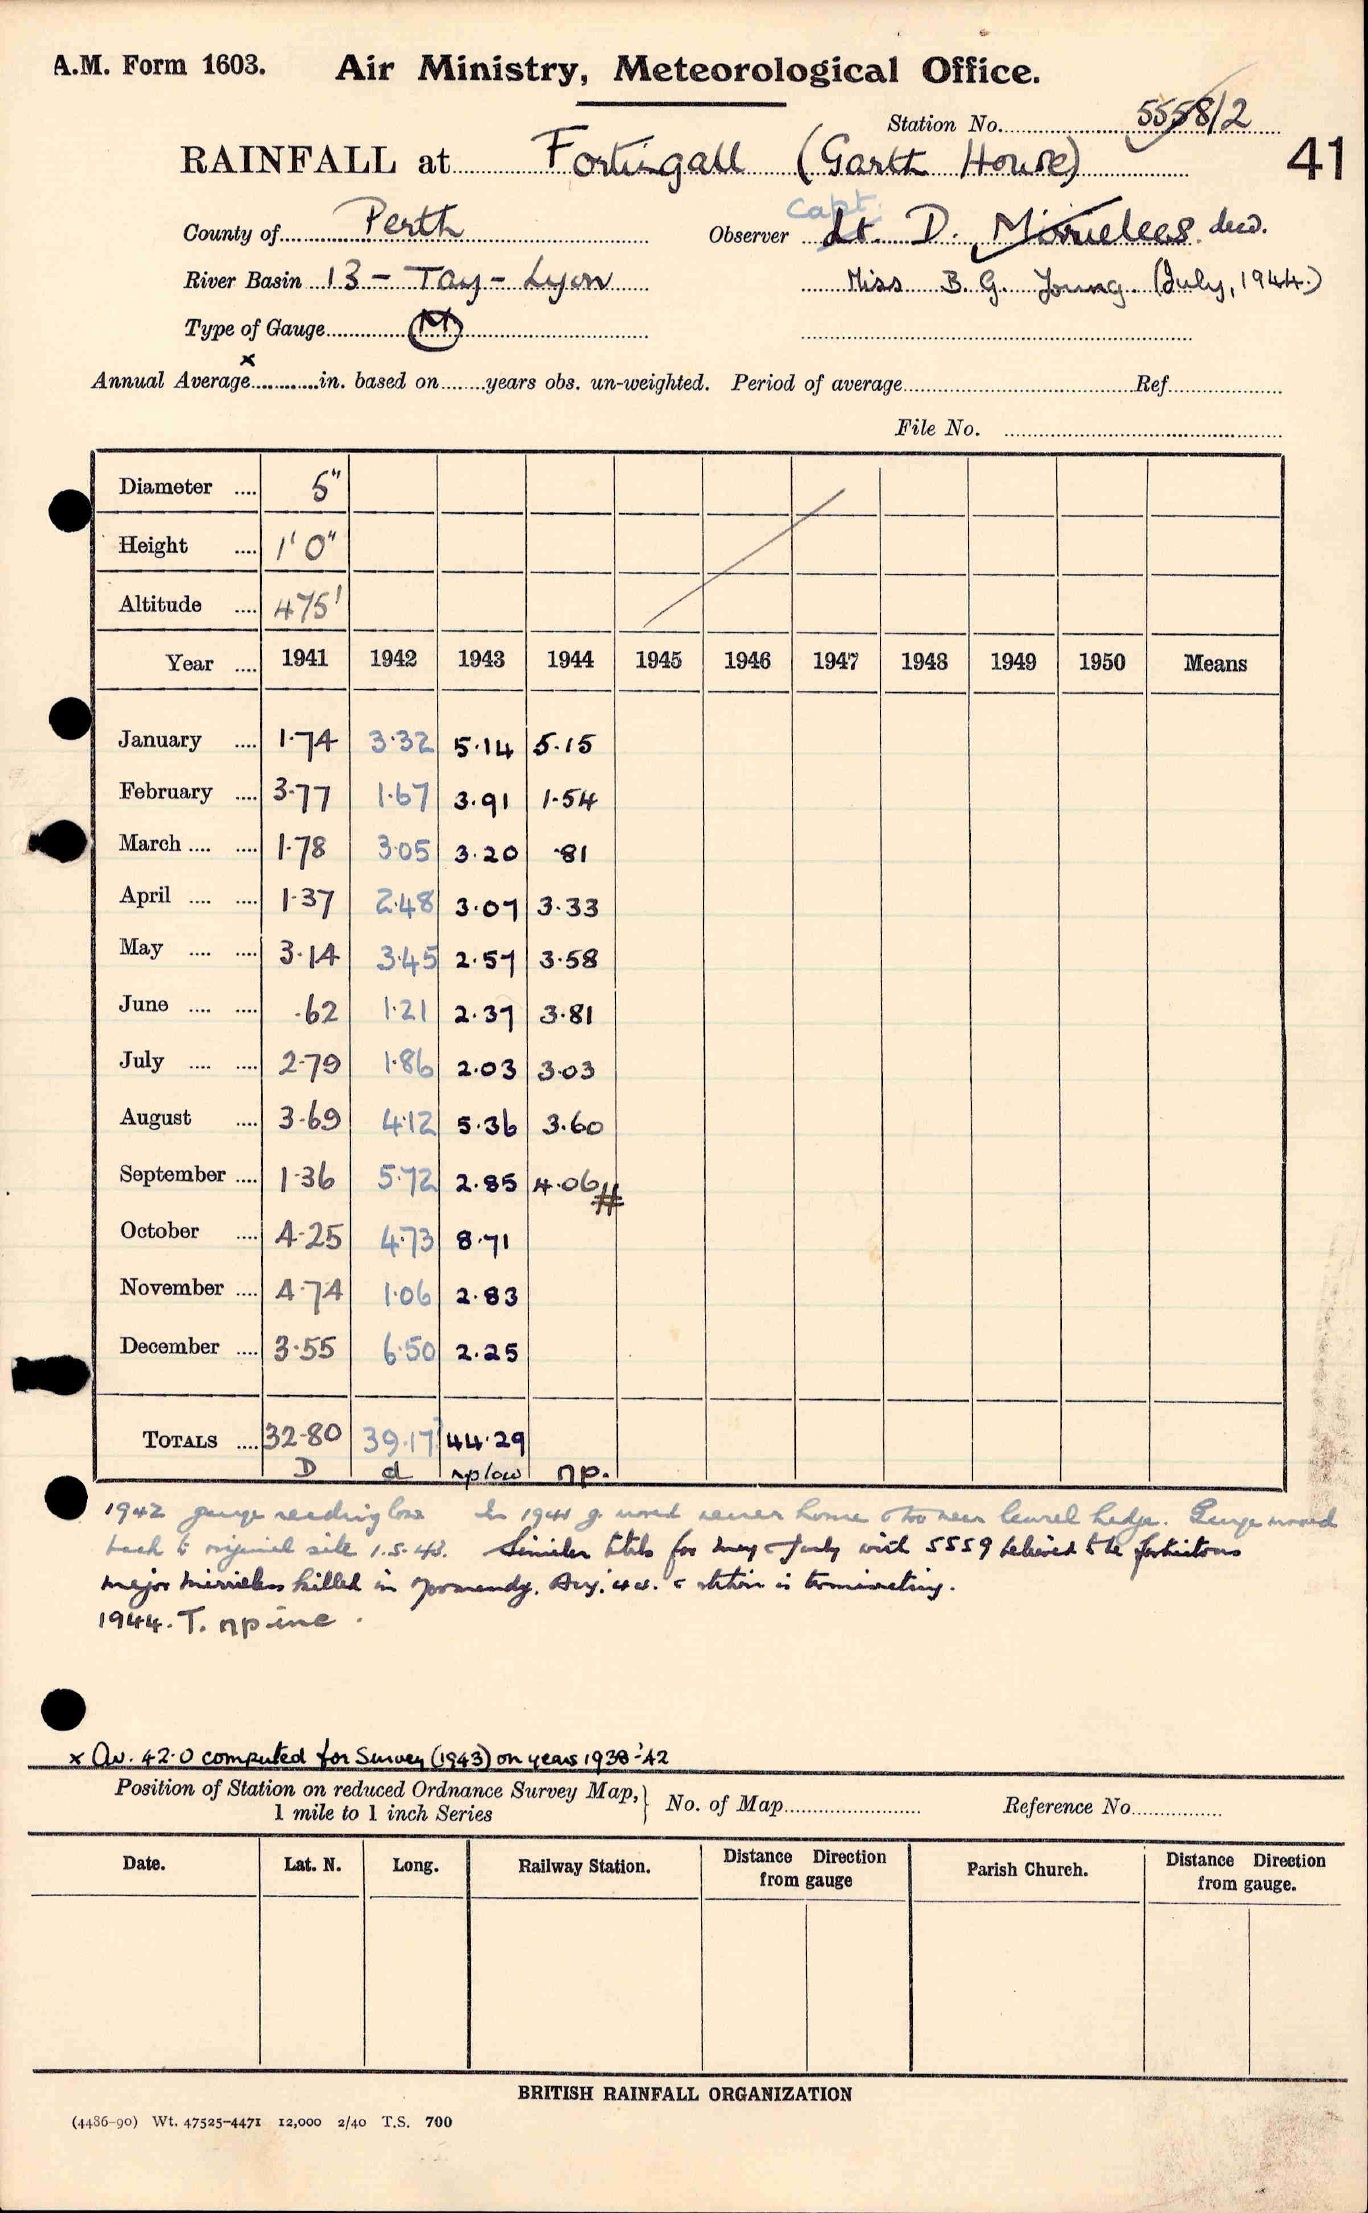 A.M. Form 1603. Air Ministry, Meteorological Office.
Station No. 5558/2
RAINFALL at Fortingall (Garth House) 41
County of Perth Observer Capt. Lt. D. Mirrielees decd.
River Basin 13 - Tay - Lyon Miss B. G. Young (July, 1944.)
Type of Gauge M
Annual Average x in. based on years obs. un-weighted. Period of average Ref
File No.
Diameter .... 5"
Height .... 1' 0"
Altitude .... 475'
Year .... 1941 1942 1943 1944 1945 1946 1947 1948 1949 1950 Means
January .... 1.74 3.32 5.14 5.15
February .... 3.77 1.67 3.91 1.54
March .... .... 1.78 3.05 3.20 .81
April .... .... 1.37 2.48 3.07 3.33
May .... .... 3.14 3.45 2.57 3.58
June .... .... .62 1.21 2.37 3.81
July .... .... 2.79 1.86 2.03 3.03
August .... 3.69 4.12 5.36 3.60
September .... 1.36 5.72 2.85 4.06 #
October .... 4.25 4.73 8.71
November .... 4.74 1.06 2.83
December .... 3.55 6.50 2.25
TOTALS .... 32.80 39.17 44.29
D d np low np.
1942 gauge reading low In 1941 g moved nearer home & too near laurel hedge. Gauge moved
back to original site 1.5.43. Similar totals for May & July with 5559 believed to be fortuitous
Major Mirrielees killed in Normandy, Aug. '44. & station is terminating.
1944. T. np inc.
x Av. 42.0 computed for Survey (1943) on years 1938-'42
Position of Station on reduced Ordnance Survey Map, 1 mile to 1 inch Series } No. of Map Reference No.
Date. Lat. N. Long. Railway Station. Distance Direction from gauge Parish Church. Distance Direction from gauge.
BRITISH RAINFALL ORGANIZATION
(4486-90) Wt. 47525-4471 12,000 2/40 T.S. 700